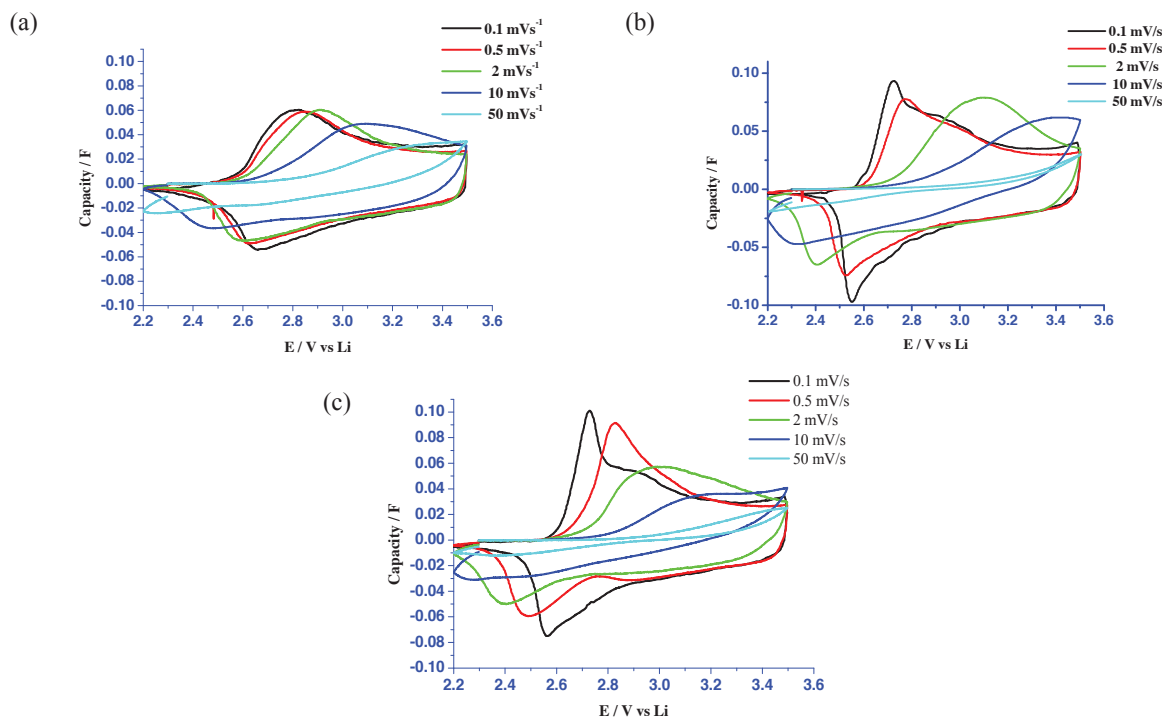 (a)
0.1 mVs⁻¹
0.5 mVs⁻¹
2 mVs⁻¹
10 mVs⁻¹
50 mVs⁻¹
Capacity / F
0.10
0.08
0.06
0.04
0.02
0.00
-0.02
-0.04
-0.06
-0.08
-0.10
2.2 2.4 2.6 2.8 3.0 3.2 3.4 3.6
E / V vs Li
(b)
0.1 mV/s
0.5 mV/s
2 mV/s
10 mV/s
50 mV/s
Capacity / F
0.10
0.05
0.00
-0.05
-0.10
2.2 2.4 2.6 2.8 3.0 3.2 3.4 3.6
E / V vs Li
(c)
0.1 mV/s
0.5 mV/s
2 mV/s
10 mV/s
50 mV/s
Capacity / F
0.10
0.08
0.06
0.04
0.02
0.00
-0.02
-0.04
-0.06
-0.08
-0.10
2.2 2.4 2.6 2.8 3.0 3.2 3.4 3.6
E / V vs Li